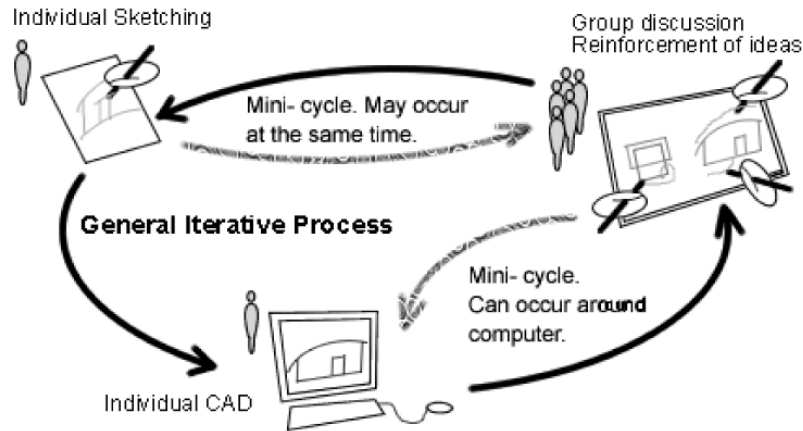 Individual Sketching
Group discussion
Reinforcement of ideas
Mini- cycle. May occur
at the same time.
General Iterative Process
Mini- cycle.
Can occur around
computer.
Individual CAD